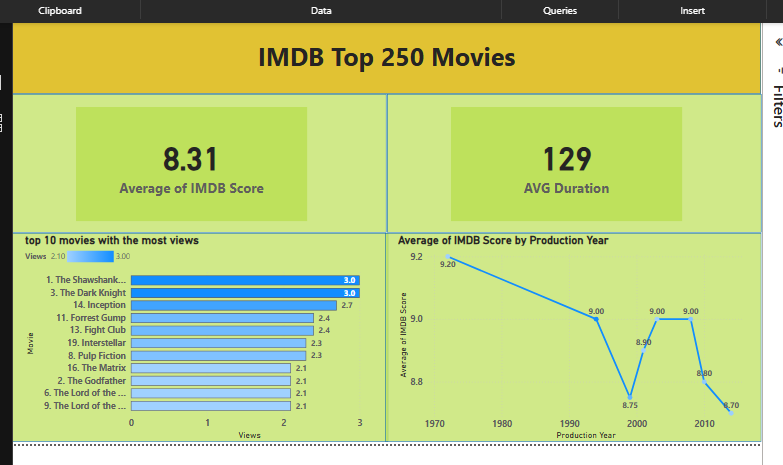 Clipboard Data Queries Insert
IMDB Top 250 Movies
Filters
8.31
Average of IMDB Score
129
AVG Duration
top 10 movies with the most views
Views 2.10 3.00
Movie
1. The Shawshank... 3.0
3. The Dark Knight 3.0
14. Inception 2.7
11. Forrest Gump 2.4
13. Fight Club 2.4
19. Interstellar 2.3
8. Pulp Fiction 2.3
16. The Matrix 2.1
2. The Godfather 2.1
6. The Lord of the ... 2.1
9. The Lord of the ... 2.1
0 1 2 3
Views
Average of IMDB Score by Production Year
Average of IMDB Score
9.2
9.0
8.8
9.20
9.00
8.75
8.90
9.00
9.00
8.80
8.70
1970 1980 1990 2000 2010
Production Year